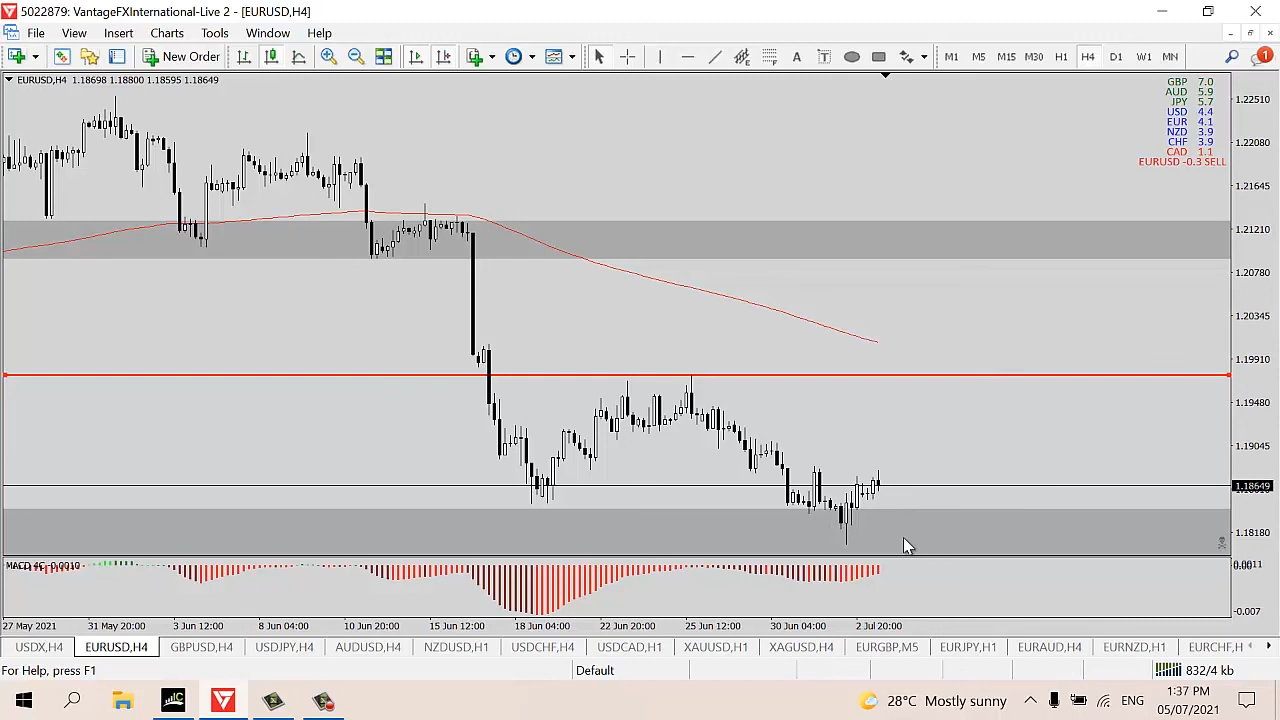 5022879: VantageFXInternational-Live 2 - [EURUSD,H4]
File View Insert Charts Tools Window Help
New Order A T M1 M5 M15 M30 H1 H4 D1 W1 MN 1
EURUSD,H4 1.18698 1.18800 1.18595 1.18649
GBP 7.0
AUD 5.9
JPY 5.7
USD 4.4
EUR 4.1
NZD 3.9
CHF 3.9
CAD 1.1
EURUSD -0.3 SELL
1.22510
1.22080
1.21645
1.21210
1.20780
1.20345
1.19910
1.19480
1.19045
1.18649
1.18180
MACD 4C -0.0010
0.0011
-0.007
27 May 2021 31 May 20:00 3 Jun 12:00 8 Jun 04:00 10 Jun 20:00 15 Jun 12:00 18 Jun 04:00 22 Jun 20:00 25 Jun 12:00 30 Jun 04:00 2 Jul 20:00
USDX,H4 EURUSD,H4 GBPUSD,H4 USDJPY,H4 AUDUSD,H4 NZDUSD,H1 USDCHF,H4 USDCAD,H1 XAUUSD,H1 XAGUSD,H4 EURGBP,M5 EURJPY,H1 EURAUD,H4 EURNZD,H1 EURCHF,H
For Help, press F1 Default 832/4 kb
28°C Mostly sunny ENG 1:37 PM
05/07/2021